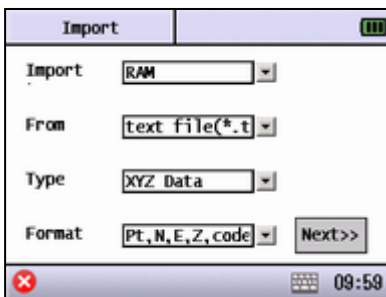 Import
Import RAM
From text file(*.t
Type XYZ Data
Format Pt,N,E,Z,code Next>>
09:59